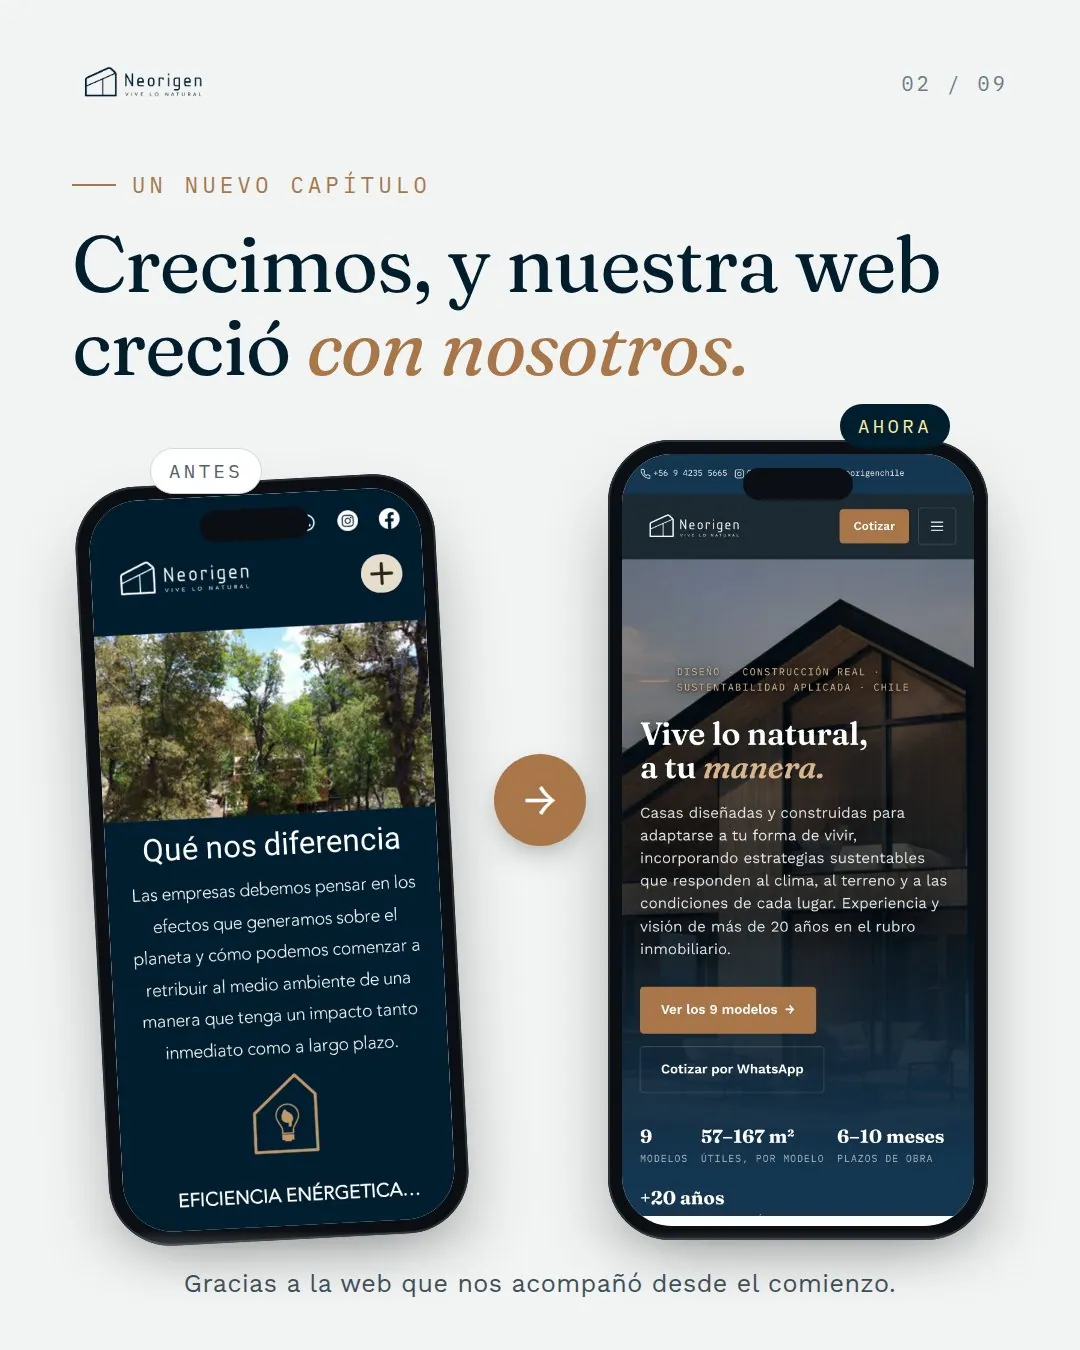 Neorigen
VIVE LO NATURAL
02 / 09
UN NUEVO CAPÍTULO
Crecimos, y nuestra web
creció con nosotros.
ANTES
Neorigen
VIVE LO NATURAL
Qué nos diferencia
Las empresas debemos pensar en los
efectos que generamos sobre el
planeta y cómo podemos comenzar a
retribuir al medio ambiente de una
manera que tenga un impacto tanto
inmediato como a largo plazo.
EFICIENCIA ENÉRGETICA...
AHORA
+56 9 4235 5665
origenchile
Neorigen
VIVE LO NATURAL
Cotizar
DISEÑO · CONSTRUCCIÓN REAL ·
SUSTENTABILIDAD APLICADA · CHILE
Vive lo natural,
a tu manera.
Casas diseñadas y construidas para
adaptarse a tu forma de vivir,
incorporando estrategias sustentables
que responden al clima, al terreno y a las
condiciones de cada lugar. Experiencia y
visión de más de 20 años en el rubro
inmobiliario.
Ver los 9 modelos →
Cotizar por WhatsApp
9 57–167 m² 6–10 meses
MODELOS ÚTILES, POR MODELO PLAZOS DE OBRA
+20 años
Gracias a la web que nos acompañó desde el comienzo.